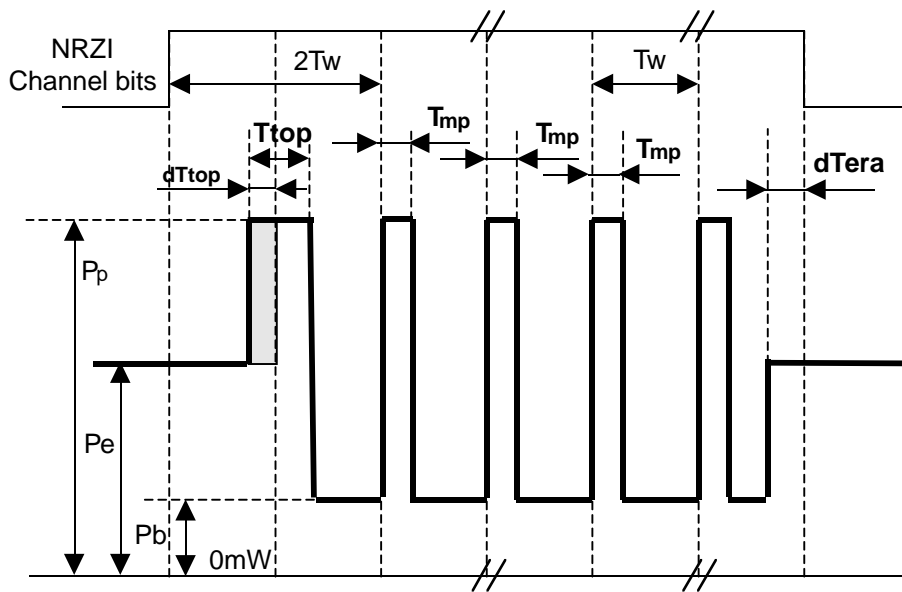 NRZI
Channel bits
2Tw
Tw
Ttop
Tmp
Tmp
Tmp
dTtop
dTera
Pp
Pe
Pb
0mW